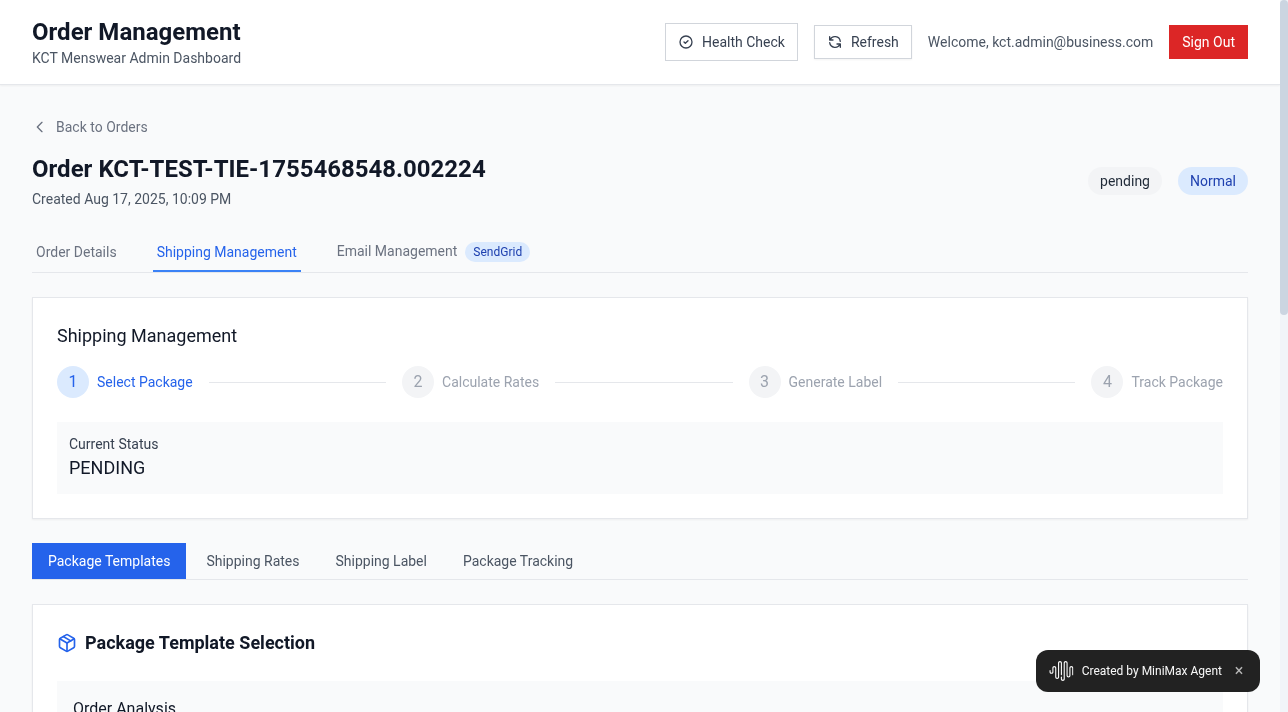 Order Management
KCT Menswear Admin Dashboard
Health Check
Refresh
Welcome, kct.admin@business.com
Sign Out
Back to Orders
Order KCT-TEST-TIE-1755468548.002224
Created Aug 17, 2025, 10:09 PM
pending
Normal
Order Details
Shipping Management
Email Management
SendGrid
Shipping Management
1 Select Package
2 Calculate Rates
3 Generate Label
4 Track Package
Current Status
PENDING
Package Templates
Shipping Rates
Shipping Label
Package Tracking
Package Template Selection
Order Analysis
Created by MiniMax Agent ×